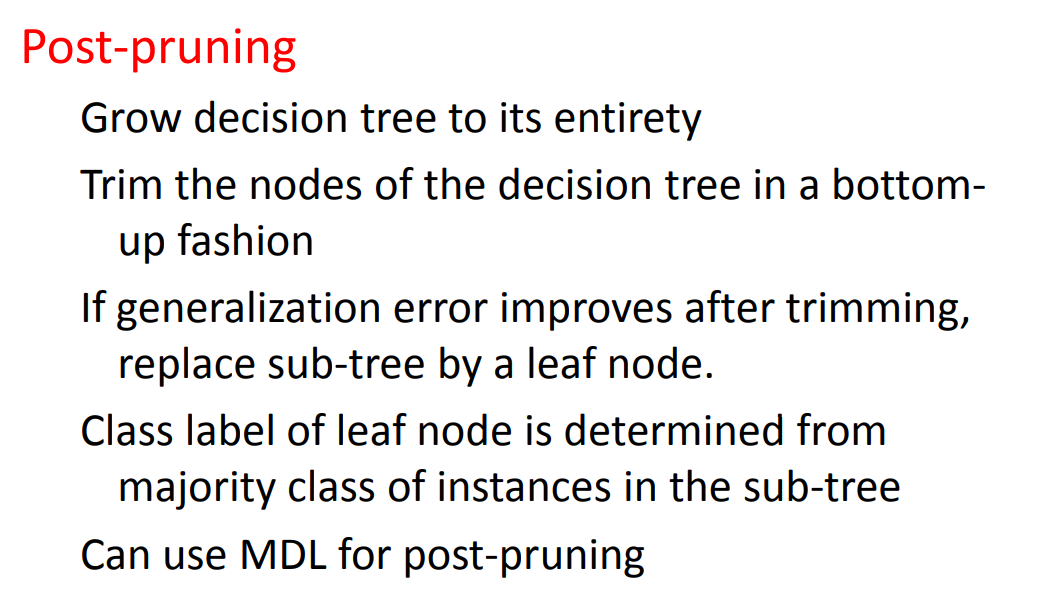 Post-pruning
Grow decision tree to its entirety
Trim the nodes of the decision tree in a bottom-
up fashion
If generalization error improves after trimming,
replace sub-tree by a leaf node.
Class label of leaf node is determined from
majority class of instances in the sub-tree
Can use MDL for post-pruning